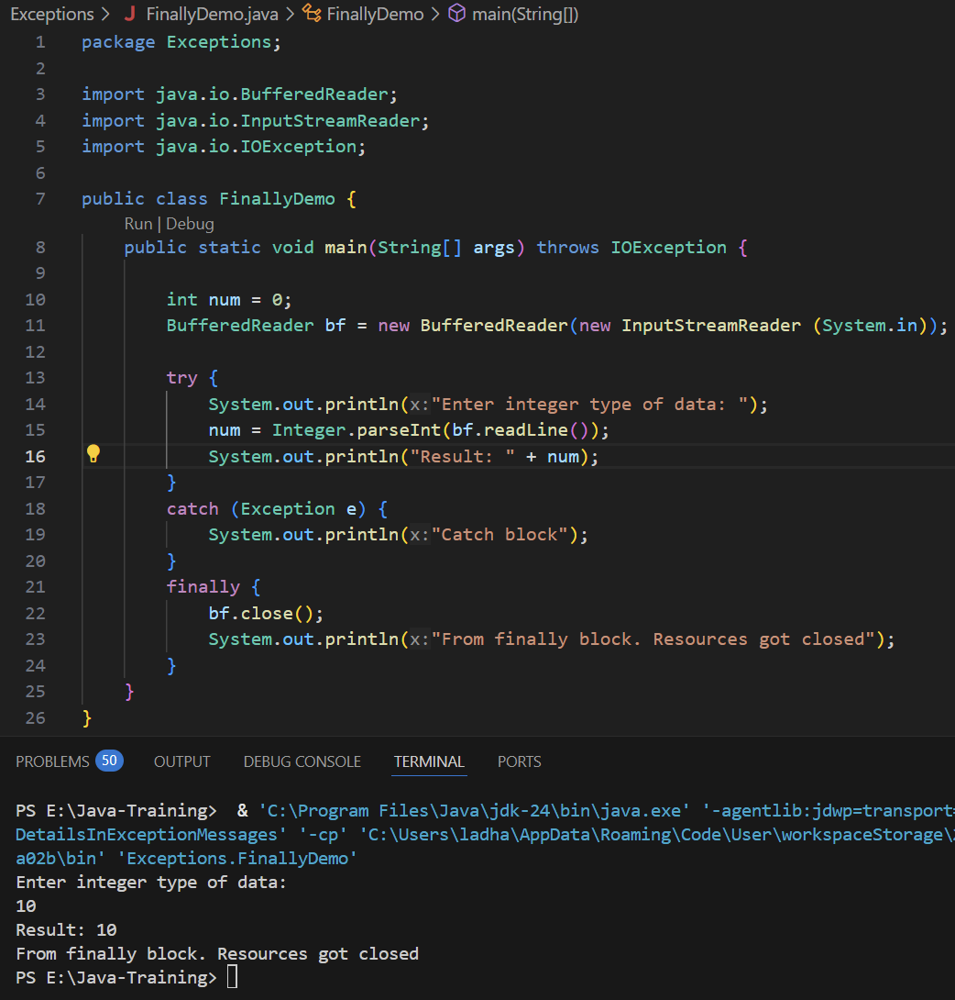 Exceptions > J FinallyDemo.java > FinallyDemo > main(String[])
1 package Exceptions;
2
3 import java.io.BufferedReader;
4 import java.io.InputStreamReader;
5 import java.io.IOException;
6
7 public class FinallyDemo {
Run | Debug
8 public static void main(String[] args) throws IOException {
9
10 int num = 0;
11 BufferedReader bf = new BufferedReader(new InputStreamReader (System.in));
12
13 try {
14 System.out.println(x:"Enter integer type of data: ");
15 num = Integer.parseInt(bf.readLine());
16 System.out.println("Result: " + num);
17 }
18 catch (Exception e) {
19 System.out.println(x:"Catch block");
20 }
21 finally {
22 bf.close();
23 System.out.println(x:"From finally block. Resources got closed");
24 }
25 }
26 }
PROBLEMS 50 OUTPUT DEBUG CONSOLE TERMINAL PORTS
PS E:\Java-Training> & 'C:\Program Files\Java\jdk-24\bin\java.exe' '-agentlib:jdwp=transport=
DetailsInExceptionMessages' '-cp' 'C:\Users\ladha\AppData\Roaming\Code\User\workspaceStorage\
a02b\bin' 'Exceptions.FinallyDemo'
Enter integer type of data:
10
Result: 10
From finally block. Resources got closed
PS E:\Java-Training>